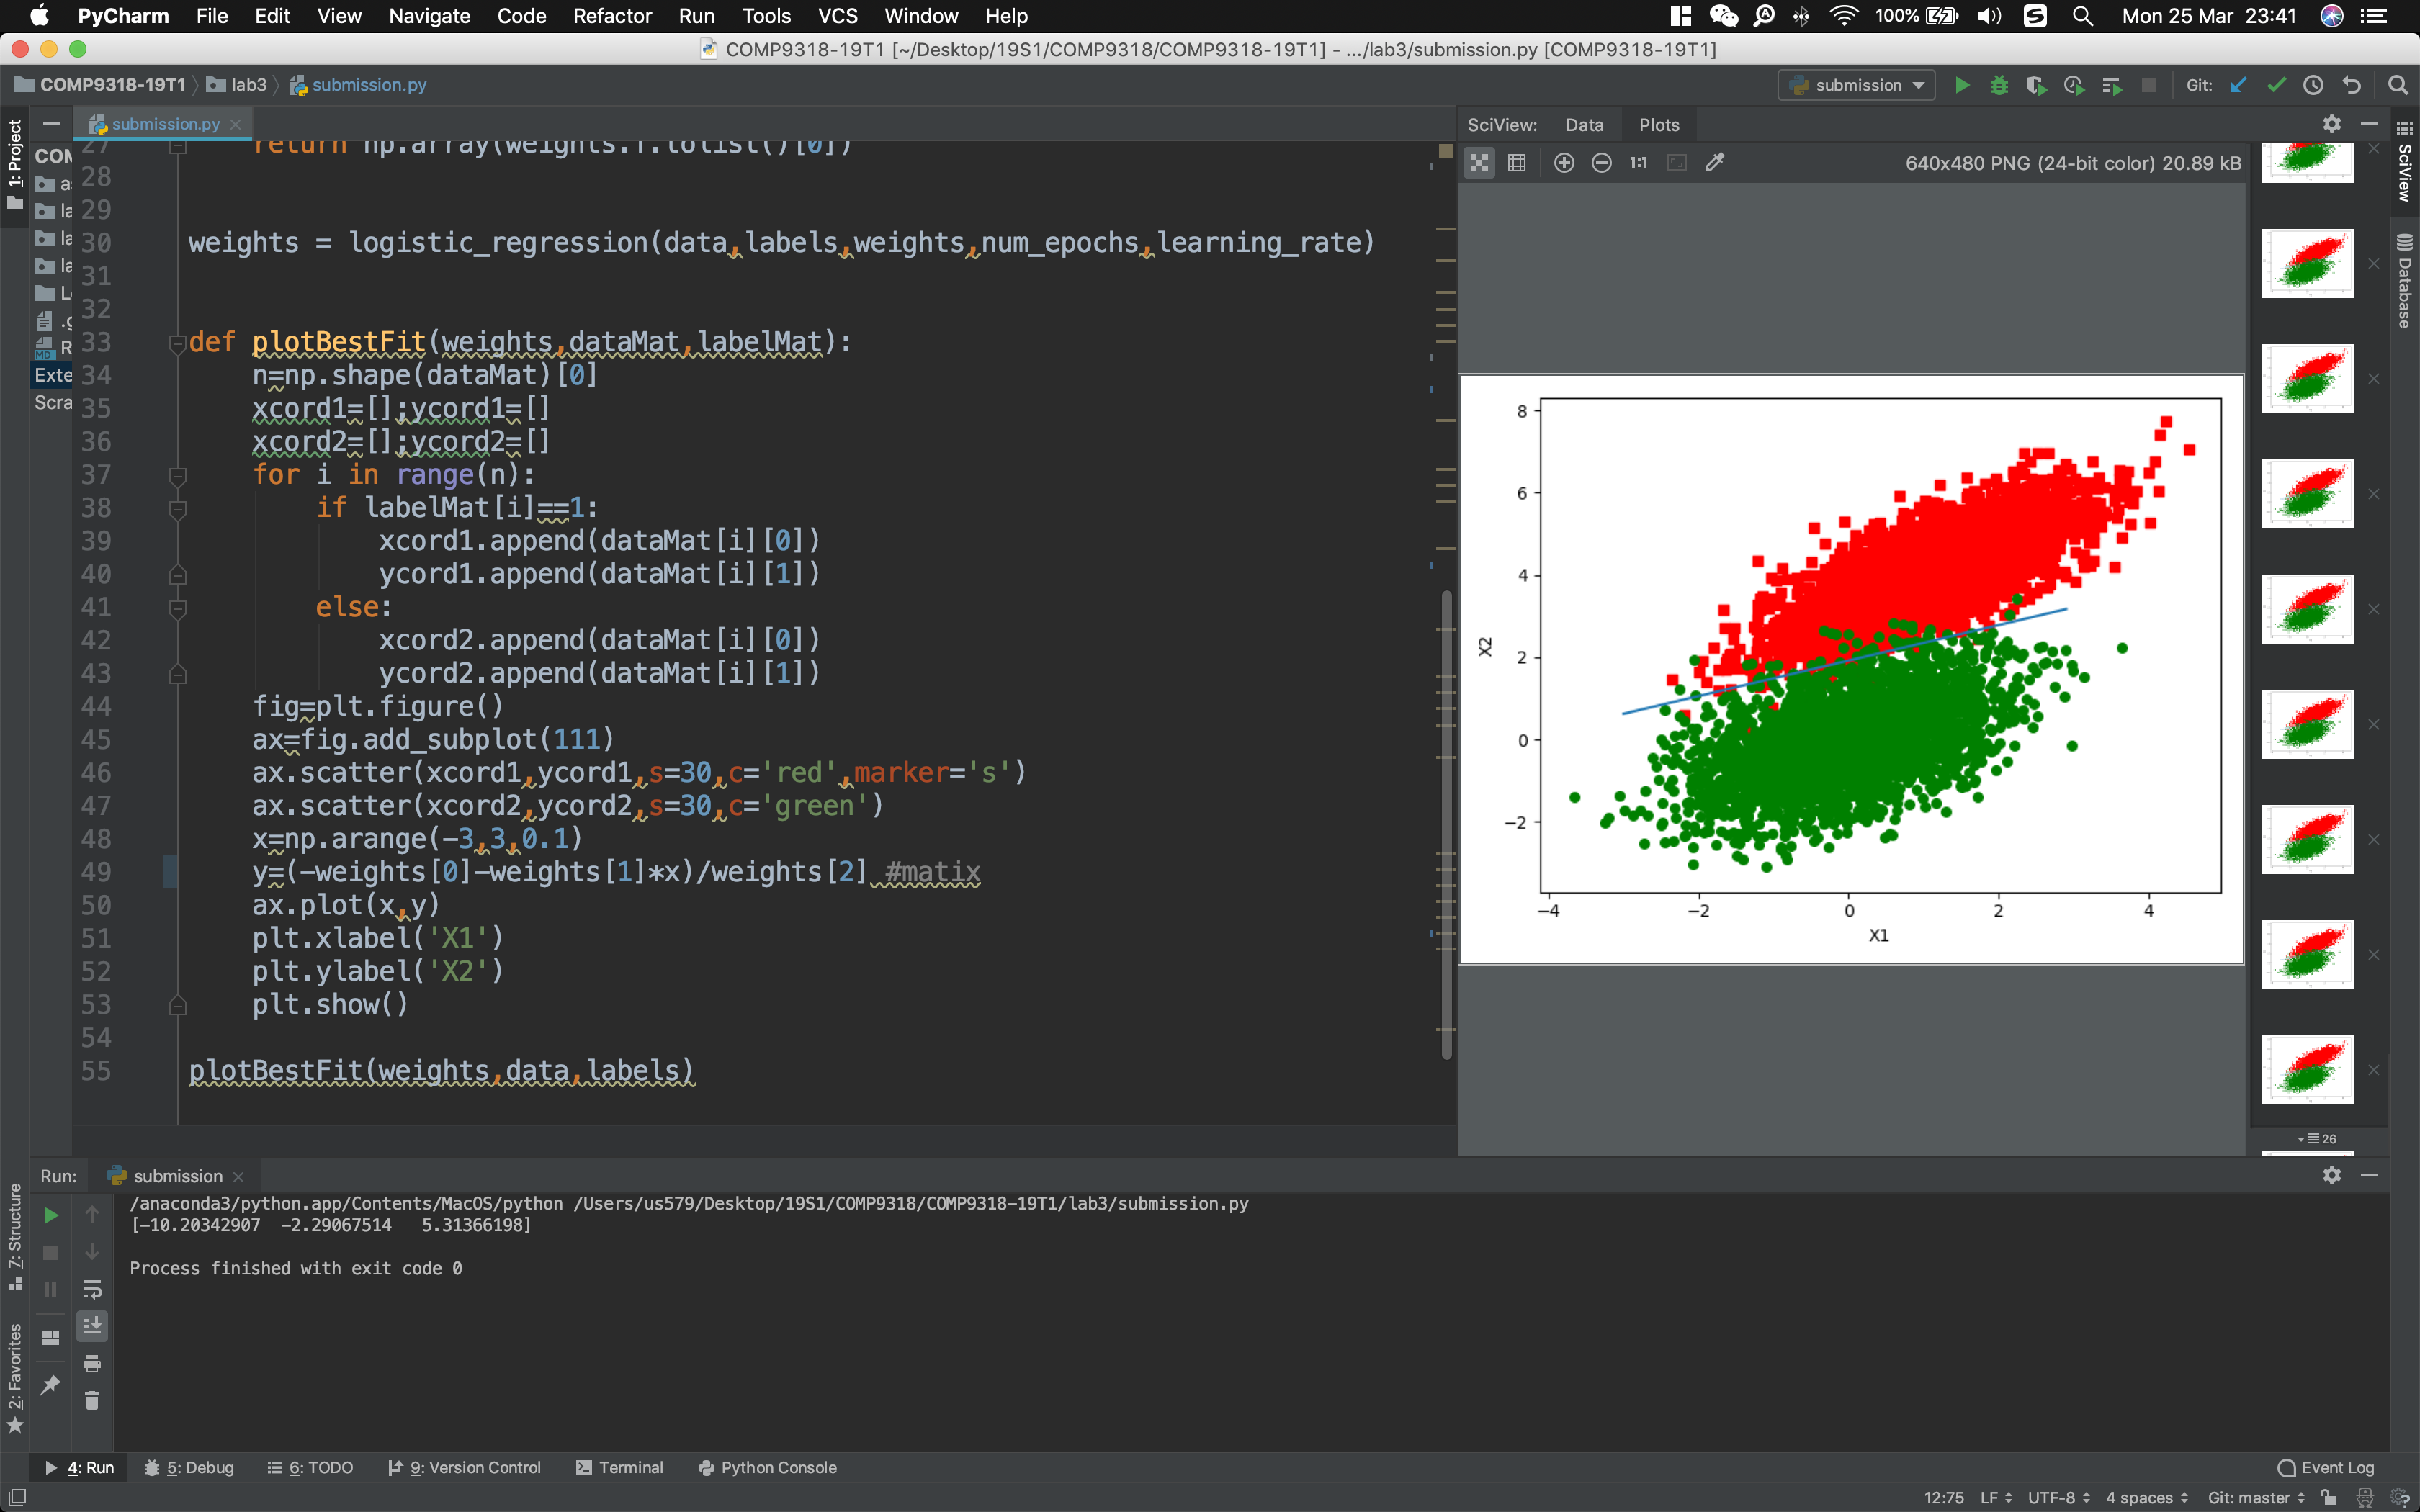 PyCharm File Edit View Navigate Code Refactor Run Tools VCS Window Help 100% Mon 25 Mar 23:41
COMP9318-19T1 [~/Desktop/19S1/COMP9318/COMP9318-19T1] - .../lab3/submission.py [COMP9318-19T1]
COMP9318-19T1 lab3 submission.py submission Git:
submission.py
SciView: Data Plots
640x480 PNG (24-bit color) 20.89 kB
1: Project
COM
a
la
la
la
L
.g
R
MD
Exte
Scra
27 return np.array(weights.T.tolist()[0])
28
29
30 weights = logistic_regression(data,labels,weights,num_epochs,learning_rate)
31
32
33 def plotBestFit(weights,dataMat,labelMat):
34 n=np.shape(dataMat)[0]
35 xcord1=[];ycord1=[]
36 xcord2=[];ycord2=[]
37 for i in range(n):
38 if labelMat[i]==1:
39 xcord1.append(dataMat[i][0])
40 ycord1.append(dataMat[i][1])
41 else:
42 xcord2.append(dataMat[i][0])
43 ycord2.append(dataMat[i][1])
44 fig=plt.figure()
45 ax=fig.add_subplot(111)
46 ax.scatter(xcord1,ycord1,s=30,c='red',marker='s')
47 ax.scatter(xcord2,ycord2,s=30,c='green')
48 x=np.arange(-3,3,0.1)
49 y=(-weights[0]-weights[1]*x)/weights[2] #matix
50 ax.plot(x,y)
51 plt.xlabel('X1')
52 plt.ylabel('X2')
53 plt.show()
54
55 plotBestFit(weights,data,labels)
1:1
8
6
4
2
0
−2
X2
−4 −2 0 2 4
X1
26
SciView
Database
Run: submission
/anaconda3/python.app/Contents/MacOS/python /Users/us579/Desktop/19S1/COMP9318/COMP9318-19T1/lab3/submission.py
[-10.20342907 -2.29067514 5.31366198]
Process finished with exit code 0
7: Structure
2: Favorites
4: Run 5: Debug 6: TODO 9: Version Control Terminal Python Console Event Log
12:75 LF UTF-8 4 spaces Git: master